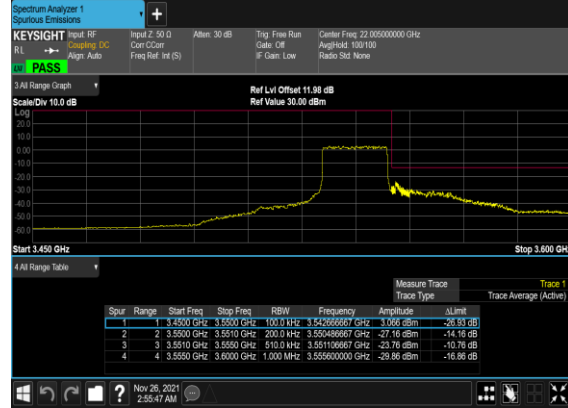 Spectrum Analyzer 1
Spurious Emissions
+
KEYSIGHT Input: RF Input Z: 50 Ω Atten: 30 dB Trig: Free Run Center Freq: 22.005000000 GHz
RL Coupling: DC Corr CCorr Gate: Off Avg|Hold: 100/100
Align: Auto Freq Ref: Int (S) IF Gain: Low Radio Std: None
PASS
3 All Range Graph Ref Lvl Offset 11.98 dB
Scale/Div 10.0 dB Ref Value 30.00 dBm
Log
20.0
10.0
0.00
-10.0
-20.0
-30.0
-40.0
-50.0
-60.0
Start 3.450 GHz Stop 3.600 GH
4 All Range Table
Measure Trace Trace 1
Trace Type Trace Average (Active)
Spur Range Start Freq Stop Freq RBW Frequency Amplitude ΔLimit
1 1 3.4500 GHz 3.5500 GHz 100.0 kHz 3.542666667 GHz 3.066 dBm -26.93 dB
2 2 3.5500 GHz 3.5510 GHz 200.0 kHz 3.550486667 GHz -27.16 dBm -14.16 dB
3 3 3.5510 GHz 3.5550 GHz 510.0 kHz 3.551106667 GHz -23.76 dBm -10.76 dB
4 4 3.5550 GHz 3.6000 GHz 1.000 MHz 3.555600000 GHz -29.86 dBm -16.86 dB
? Nov 26, 2021
2:55:47 AM